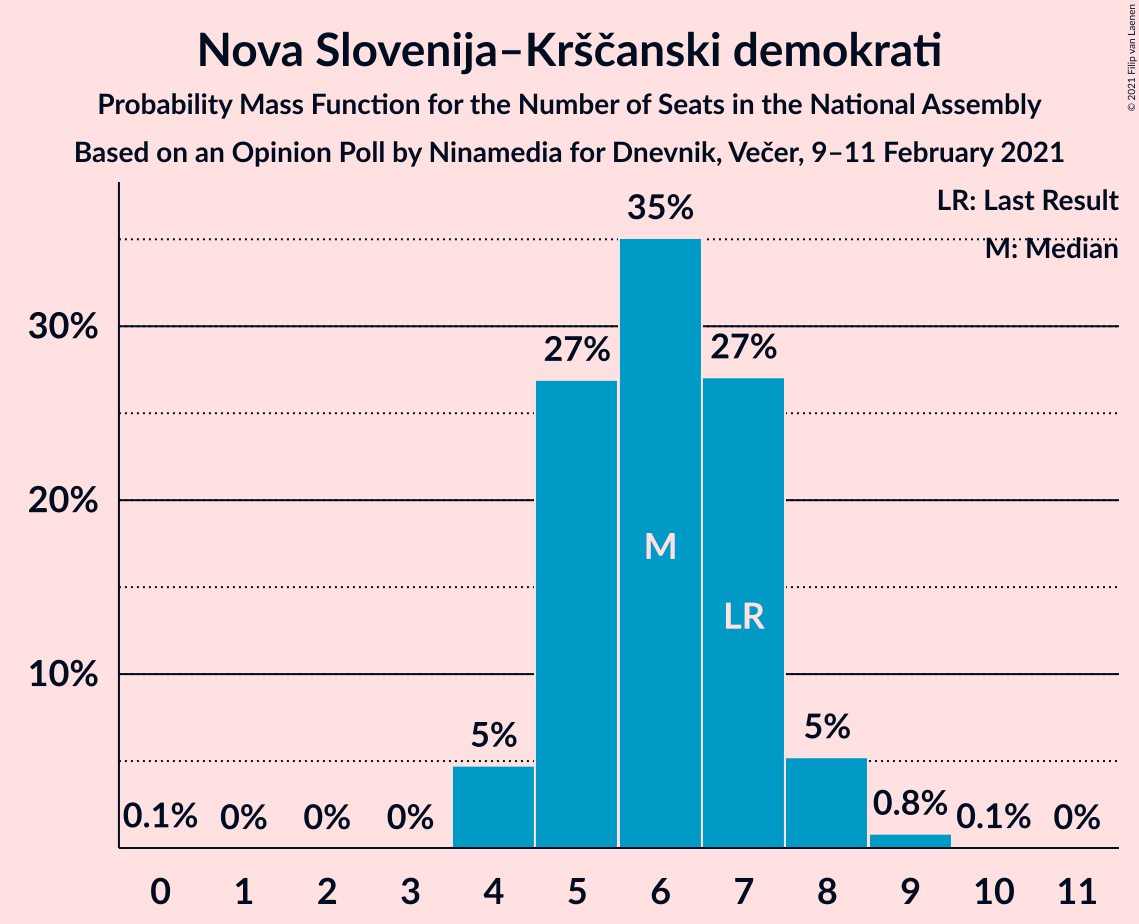 Nova Slovenija–Krščanski demokrati
Probability Mass Function for the Number of Seats in the National Assembly
Based on an Opinion Poll by Ninamedia for Dnevnik, Večer, 9–11 February 2021
© 2021 Filip van Laenen
LR: Last Result
M: Median
35%
30%
27%
27%
20%
M
LR
10%
5%
5%
0.1%
0%
0%
0%
0.8%
0.1%
0%
0 1 2 3 4 5 6 7 8 9 10 11